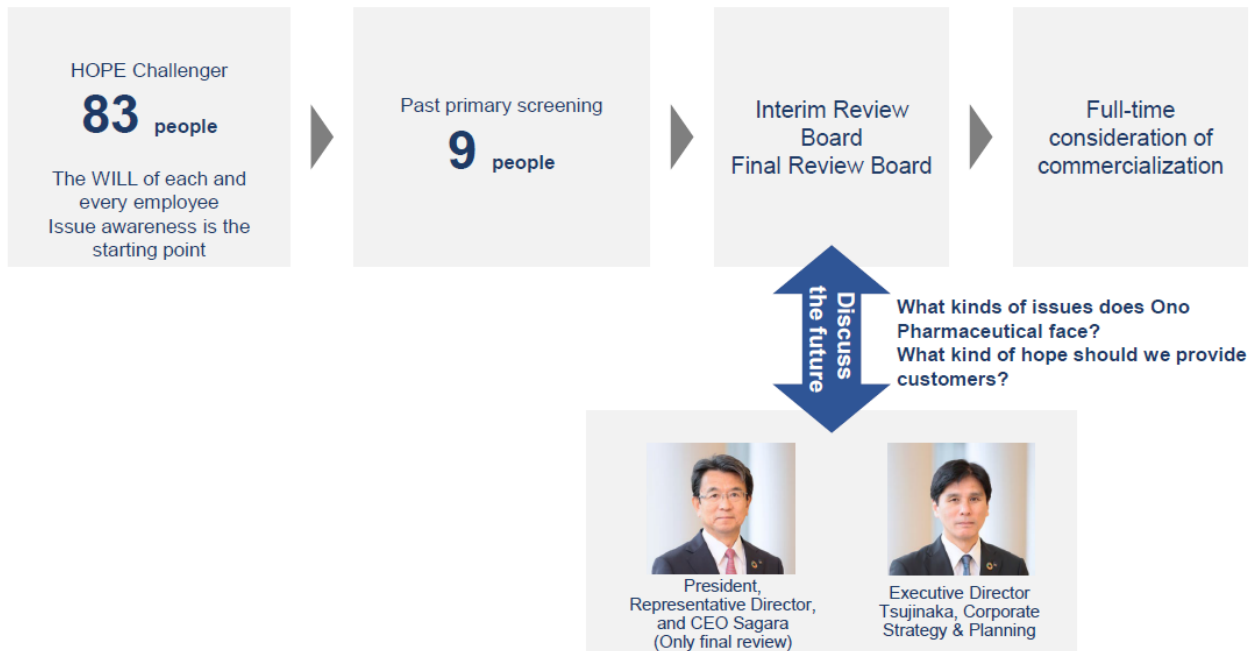 HOPE Challenger
83 people
The WILL of each and
every employee
Issue awareness is the
starting point
Past primary screening
9 people
Interim Review
Board
Final Review Board
Full-time
consideration of
commercialization
Discuss
the future
What kinds of issues does Ono
Pharmaceutical face?
What kind of hope should we provide
customers?
President,
Representative Director,
and CEO Sagara
(Only final review)
Executive Director
Tsujinaka, Corporate
Strategy & Planning